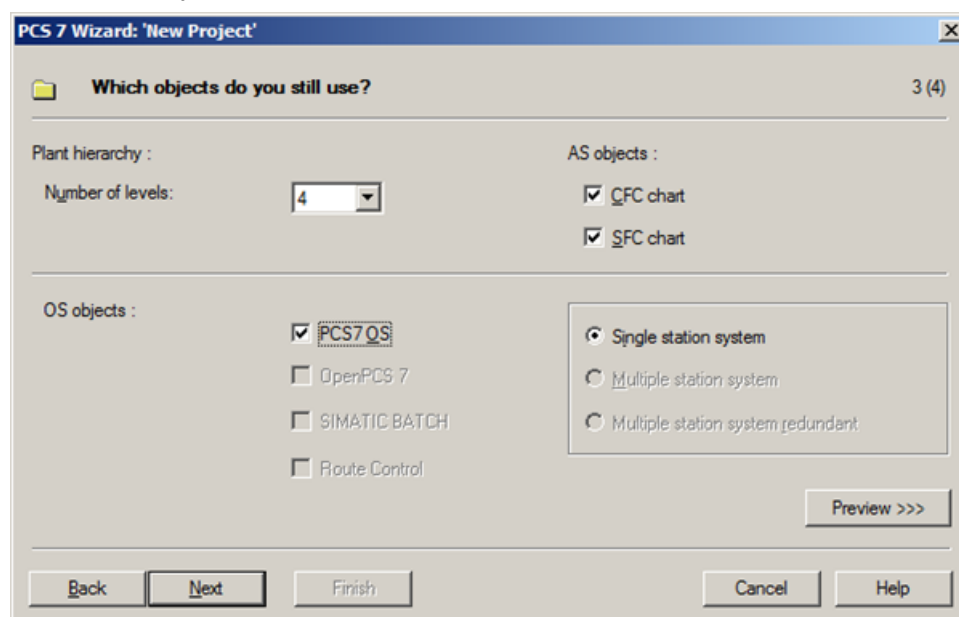 PCS 7 Wizard: 'New Project'
Which objects do you still use?
3 (4)
Plant hierarchy :
Number of levels:
4
AS objects :
CFC chart
SFC chart
OS objects :
PCS7 OS
OpenPCS 7
SIMATIC BATCH
Route Control
Single station system
Multiple station system
Multiple station system redundant
Preview >>>
Back
Next
Finish
Cancel
Help